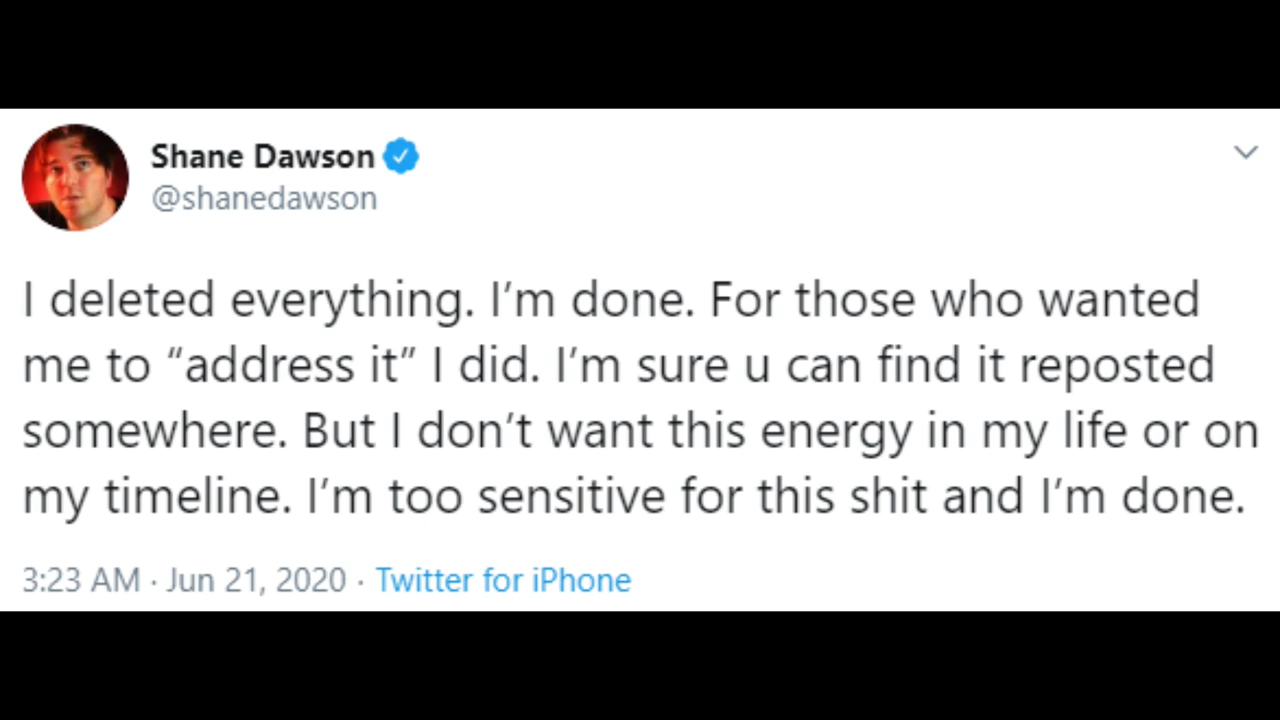 Shane Dawson
@shanedawson
I deleted everything. I’m done. For those who wanted
me to “address it” I did. I’m sure u can find it reposted
somewhere. But I don’t want this energy in my life or on
my timeline. I’m too sensitive for this shit and I’m done.
3:23 AM · Jun 21, 2020 · Twitter for iPhone